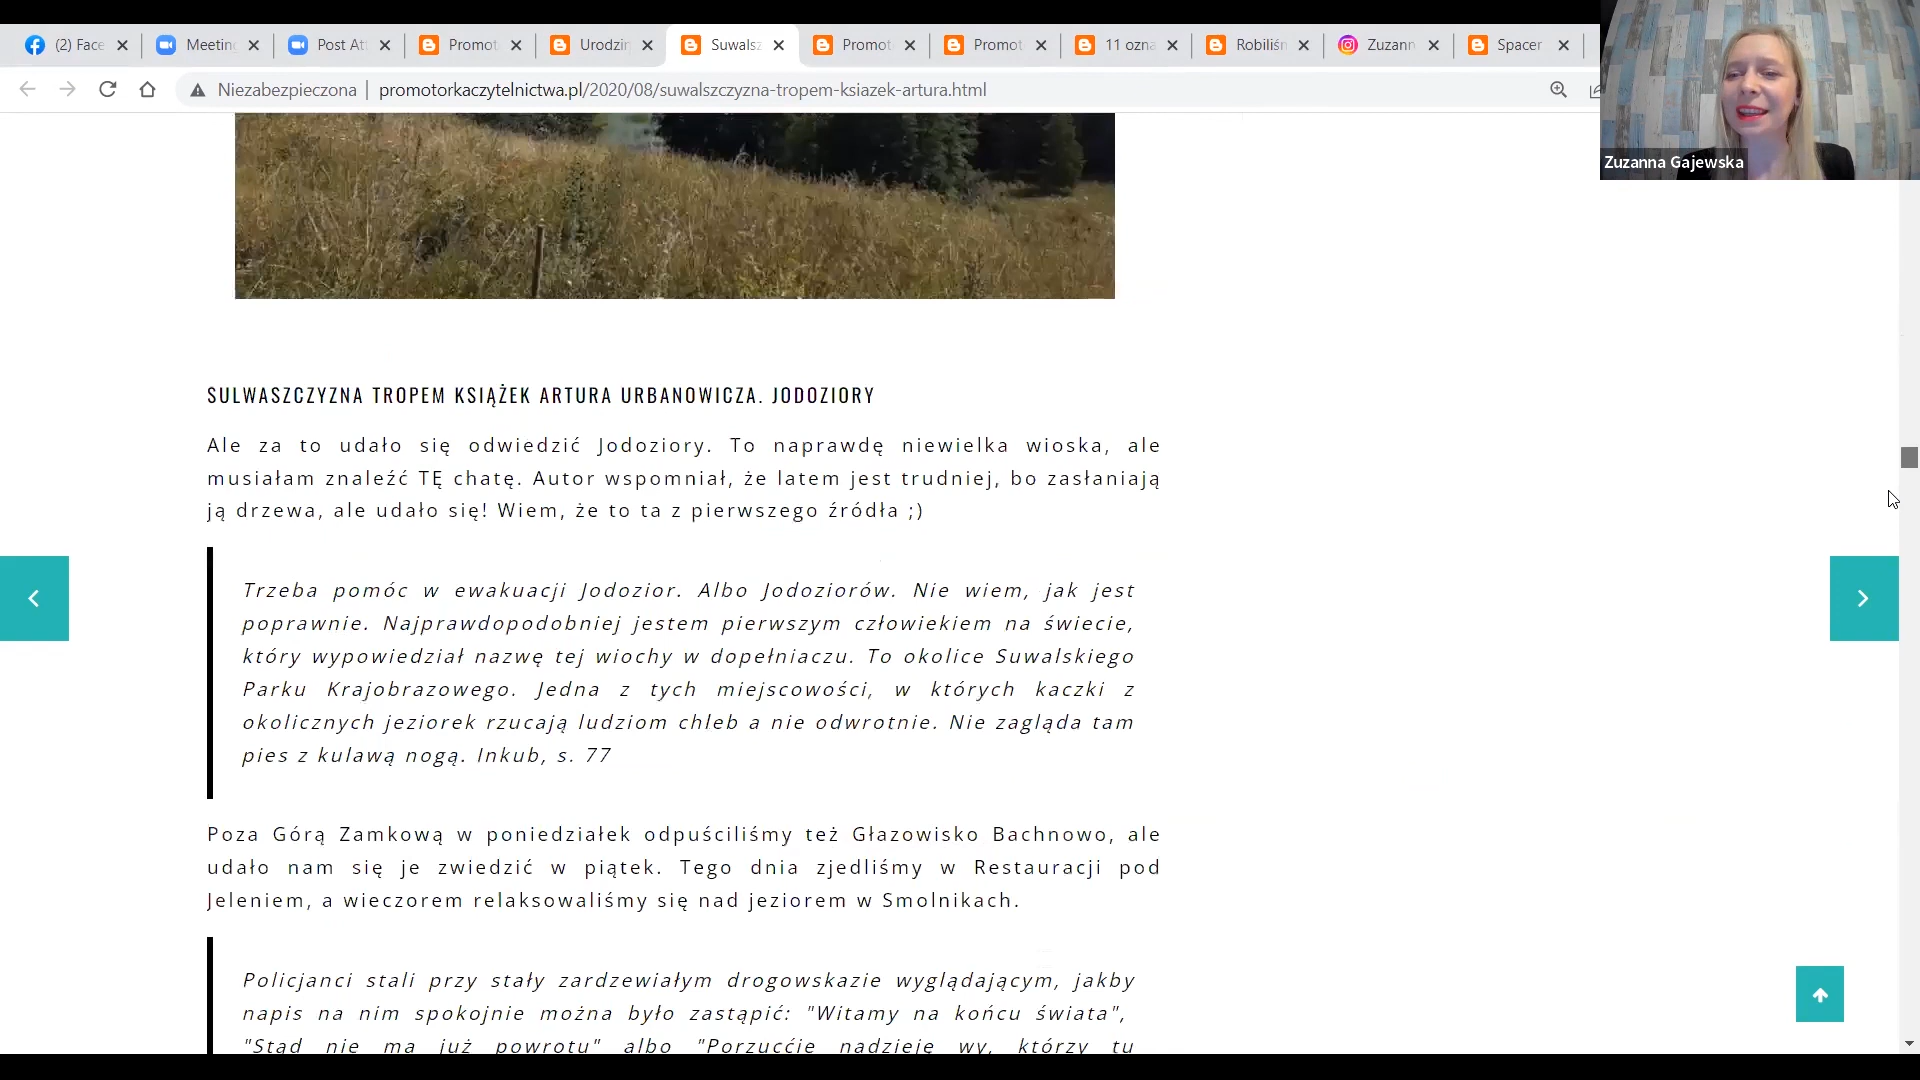 (2) Face
Meeting
Post Att
Promot
Urodzin
Suwalsz
Promot
Promot
11 ozna
Robiliśm
Zuzann
Spacer
Niezabezpieczona
promotorkaczytelnictwa.pl/2020/08/suwalszczyzna-tropem-ksiazek-artura.html
Zuzanna Gajewska
SULWASZCZYZNA TROPEM KSIĄŻEK ARTURA URBANOWICZA. JODOZIORY
Ale za to udało się odwiedzić Jodoziory. To naprawdę niewielka wioska, ale
musiałam znaleźć TĘ chatę. Autor wspomniał, że latem jest trudniej, bo zasłaniają
ją drzewa, ale udało się! Wiem, że to ta z pierwszego źródła ;)
Trzeba pomóc w ewakuacji Jodozior. Albo Jodoziorów. Nie wiem, jak jest
poprawnie. Najprawdopodobniej jestem pierwszym człowiekiem na świecie,
który wypowiedział nazwę tej wiochy w dopełniaczu. To okolice Suwalskiego
Parku Krajobrazowego. Jedna z tych miejscowości, w których kaczki z
okolicznych jeziorek rzucają ludziom chleb a nie odwrotnie. Nie zagląda tam
pies z kulawą nogą. Inkub, s. 77
Poza Górą Zamkową w poniedziałek odpuściliśmy też Głazowisko Bachnowo, ale
udało nam się je zwiedzić w piątek. Tego dnia zjedliśmy w Restauracji pod
Jeleniem, a wieczorem relaksowaliśmy się nad jeziorem w Smolnikach.
Policjanci stali przy stały zardzewiałym drogowskazie wyglądającym, jakby
napis na nim spokojnie można było zastąpić: "Witamy na końcu świata",
"Stąd nie ma już powrotu" albo "Porzućcie nadzieję wy, którzy tu